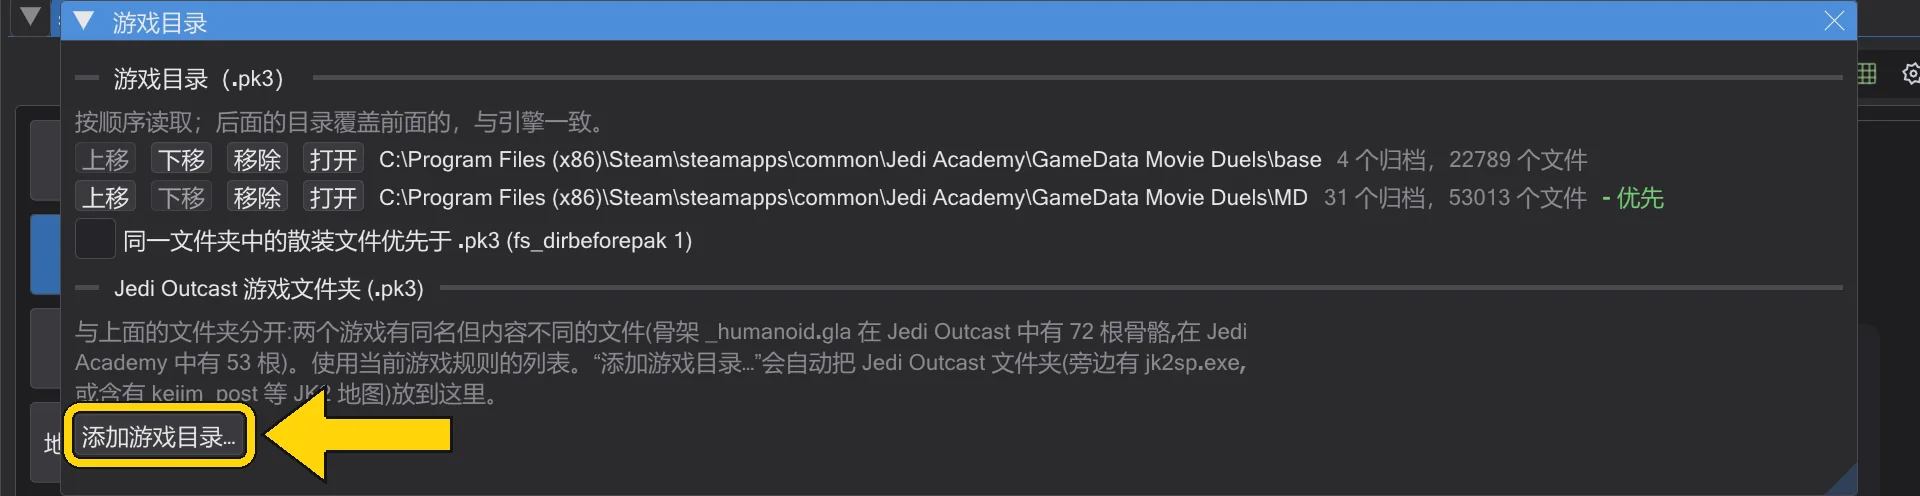 游戏目录
游戏目录（.pk3）
按顺序读取；后面的目录覆盖前面的，与引擎一致。
上移 下移 移除 打开 C:\Program Files (x86)\Steam\steamapps\common\Jedi Academy\GameData Movie Duels\base 4 个归档，22789 个文件
上移 下移 移除 打开 C:\Program Files (x86)\Steam\steamapps\common\Jedi Academy\GameData Movie Duels\MD 31 个归档，53013 个文件 - 优先
同一文件夹中的散装文件优先于 .pk3 (fs_dirbeforepak 1)
Jedi Outcast 游戏文件夹 (.pk3)
与上面的文件夹分开:两个游戏有同名但内容不同的文件(骨架 _humanoid.gla 在 Jedi Outcast 中有 72 根骨骼,在 Jedi
Academy 中有 53 根)。使用当前游戏规则的列表。“添加游戏目录...”会自动把 Jedi Outcast 文件夹(旁边有 jk2sp.exe,
或含有 kejim_post 等 JK2 地图)放到这里。
地
添加游戏目录...